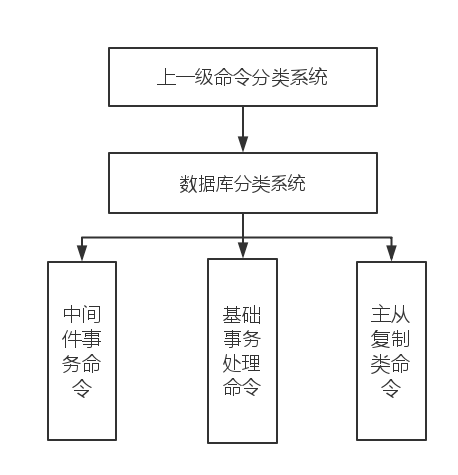 上一级命令分类系统
数据库分类系统
中间
件事
务命
令
基础
事务
处理
命令
主从
复制
类命
令